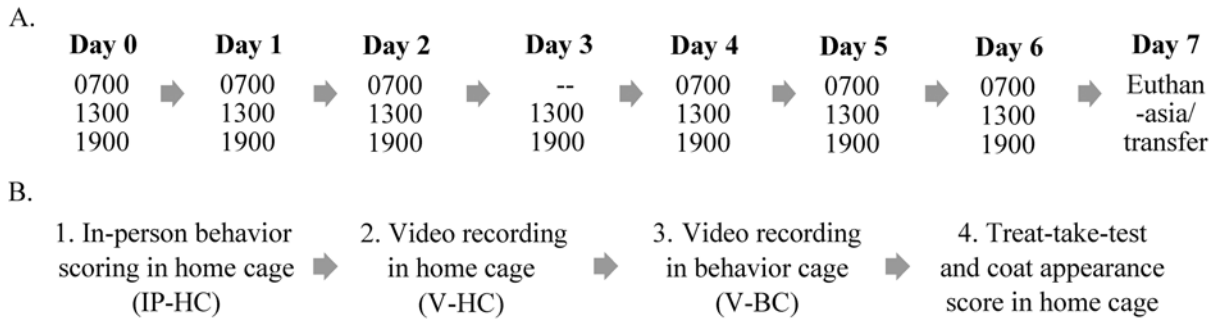 A.
Day 0 Day 1 Day 2 Day 3 Day 4 Day 5 Day 6 Day 7
0700 0700 0700 -- 0700 0700 0700 Euthan
1300 1300 1300 1300 1300 1300 1300 -asia/
1900 1900 1900 1900 1900 1900 1900 transfer
B.
1. In-person behavior 2. Video recording 3. Video recording 4. Treat-take-test
scoring in home cage in home cage in behavior cage and coat appearance
(IP-HC) (V-HC) (V-BC) score in home cage